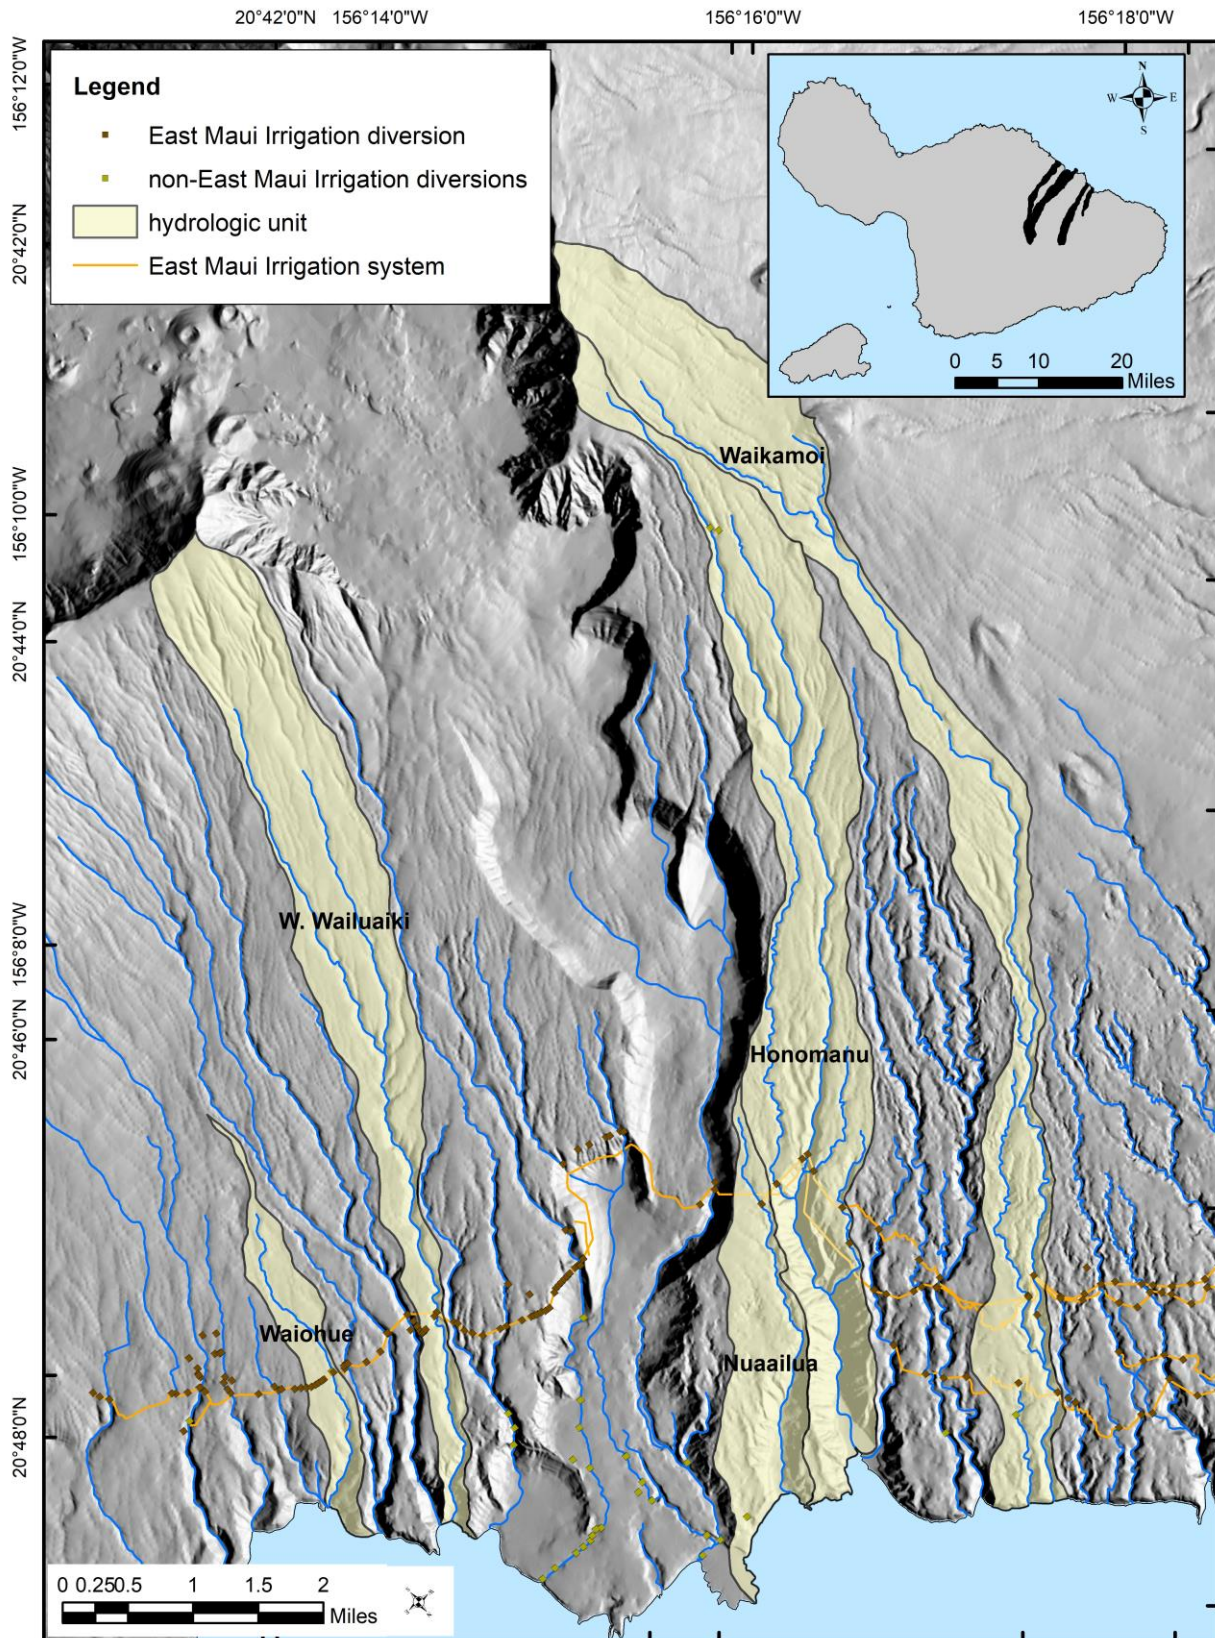 20°42'0"N 156°14'0"W 156°16'0"W 156°18'0"W
156°12'0"W
20°42'0"N
156°10'0"W
20°44'0"N
156°8'0"W
20°46'0"N
20°48'0"N
Legend
East Maui Irrigation diversion
non-East Maui Irrigation diversions
hydrologic unit
East Maui Irrigation system
N
W E
S
0 5 10 20
Miles
Waikamoi
W. Wailuaiki
Honomanu
Waiohue
Nuaailua
0 0.25 0.5 1 1.5 2
Miles